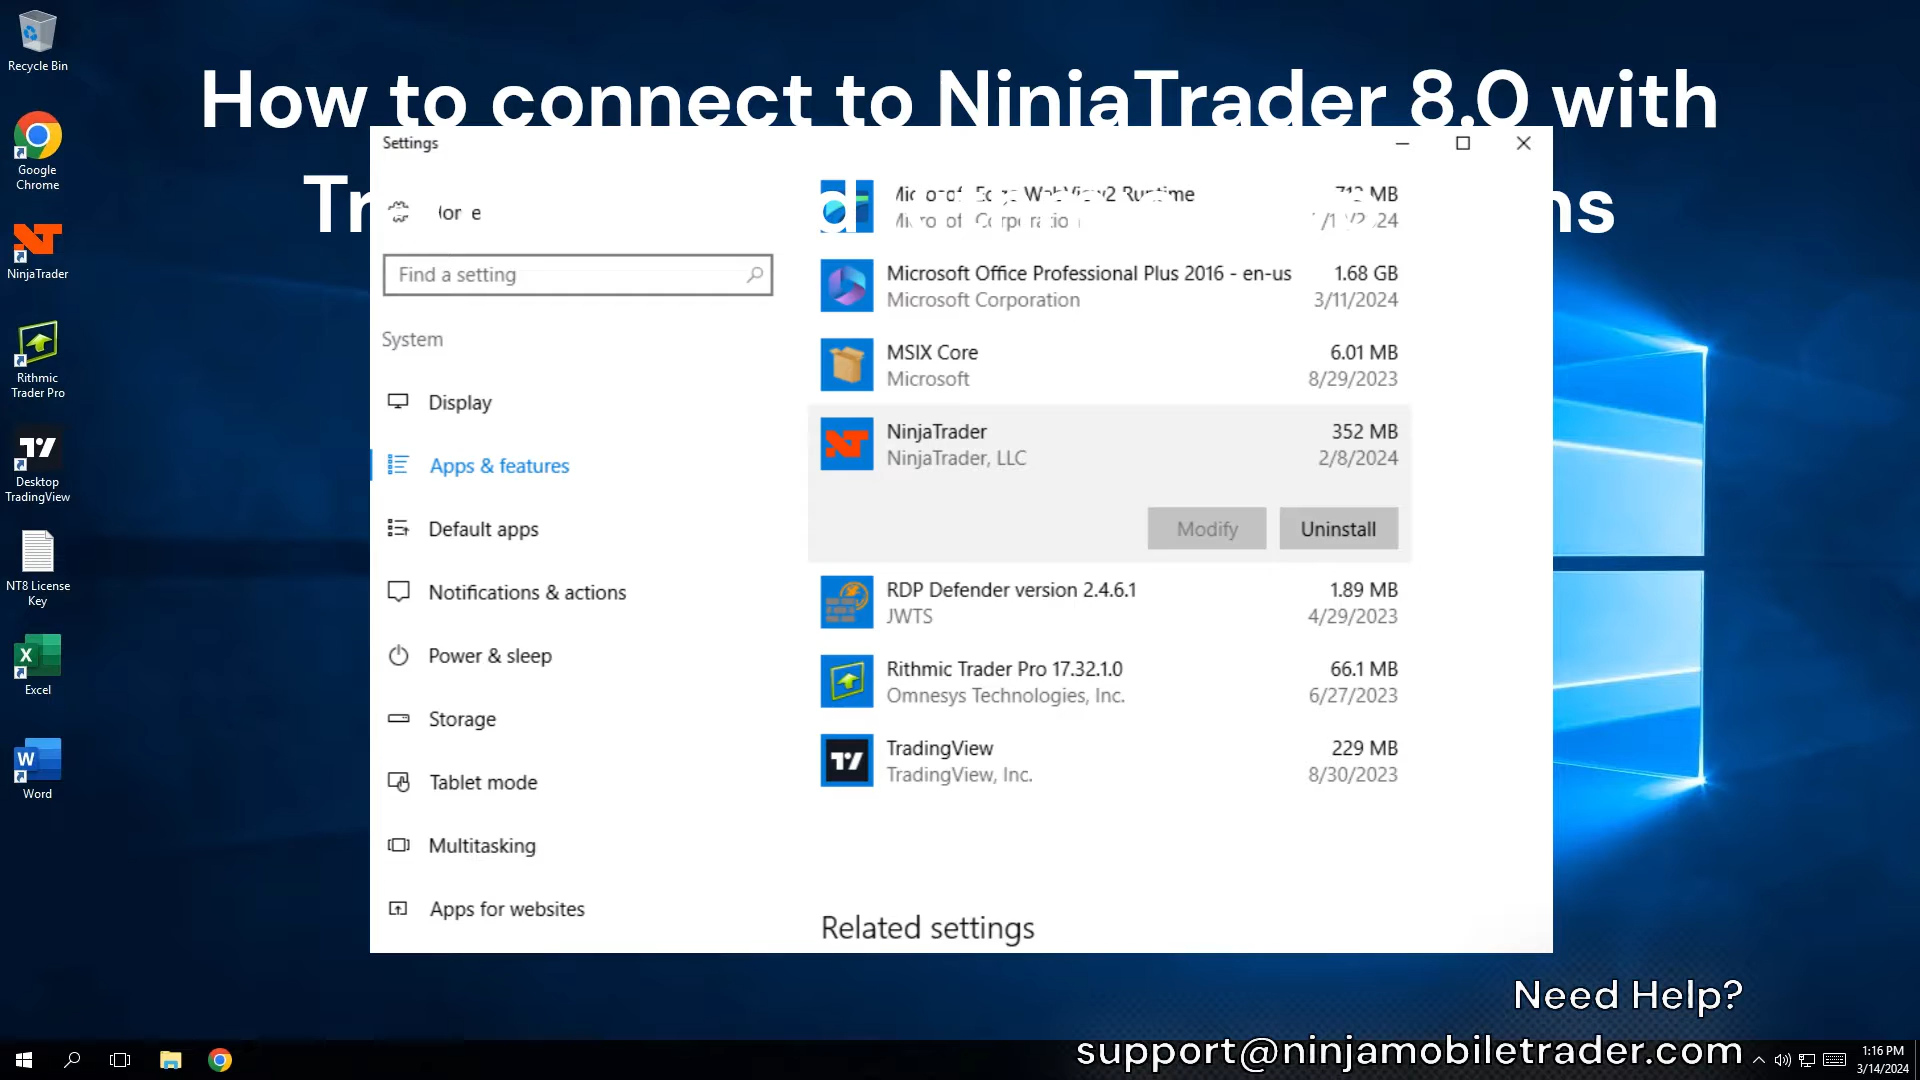 Recycle Bin
Google
Chrome
NinjaTrader
Rithmic
Trader Pro
Desktop
TradingView
NT8 License
Key
Excel
Word
How to connect to NinjaTrader 8.0 with
Settings
Find a setting
System
Display
Apps & features
Default apps
Notifications & actions
Power & sleep
Storage
Tablet mode
Multitasking
Apps for websites
Microsoft Office Professional Plus 2016 - en-us 1.68 GB
Microsoft Corporation 3/11/2024
MSIX Core 6.01 MB
Microsoft 8/29/2023
NinjaTrader 352 MB
NinjaTrader, LLC 2/8/2024
Modify Uninstall
RDP Defender version 2.4.6.1 1.89 MB
JWTS 4/29/2023
Rithmic Trader Pro 17.32.1.0 66.1 MB
Omnesys Technologies, Inc. 6/27/2023
TradingView 229 MB
TradingView, Inc. 8/30/2023
Related settings
Need Help?
support@ninjamobiletrader.com
1:16 PM
3/14/2024